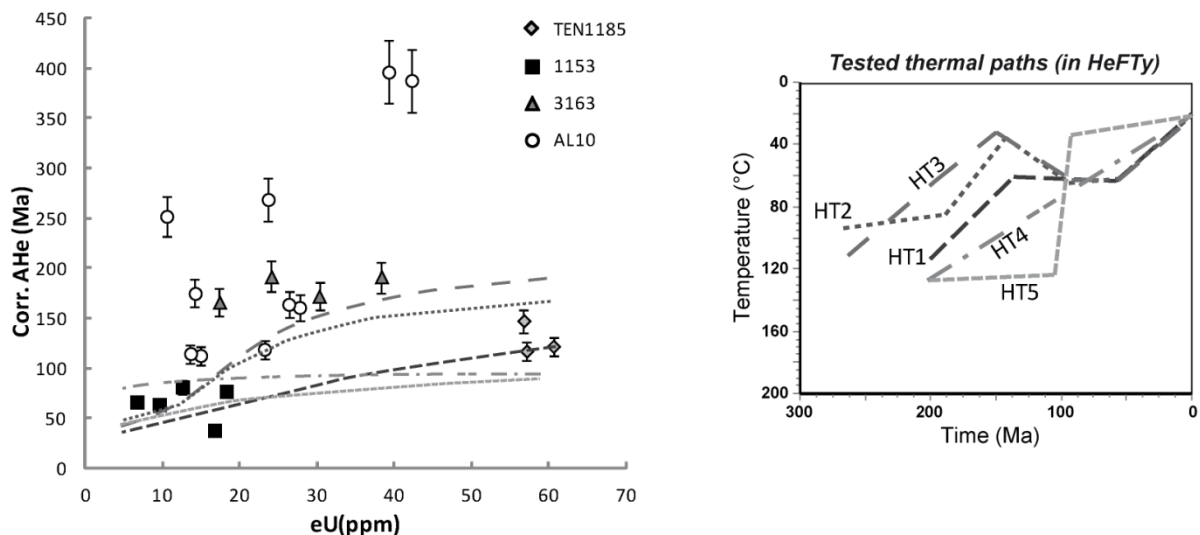 450
400
350
300
250
200
150
100
50
0
Corr. AHe (Ma)
0 10 20 30 40 50 60 70
eU(ppm)
TEN1185
1153
3163
AL10
Tested thermal paths (in HeFTy)
0
40
80
120
160
200
Temperature (°C)
HT3
HT2
HT1
HT4
HT5
300 200 100 0
Time (Ma)